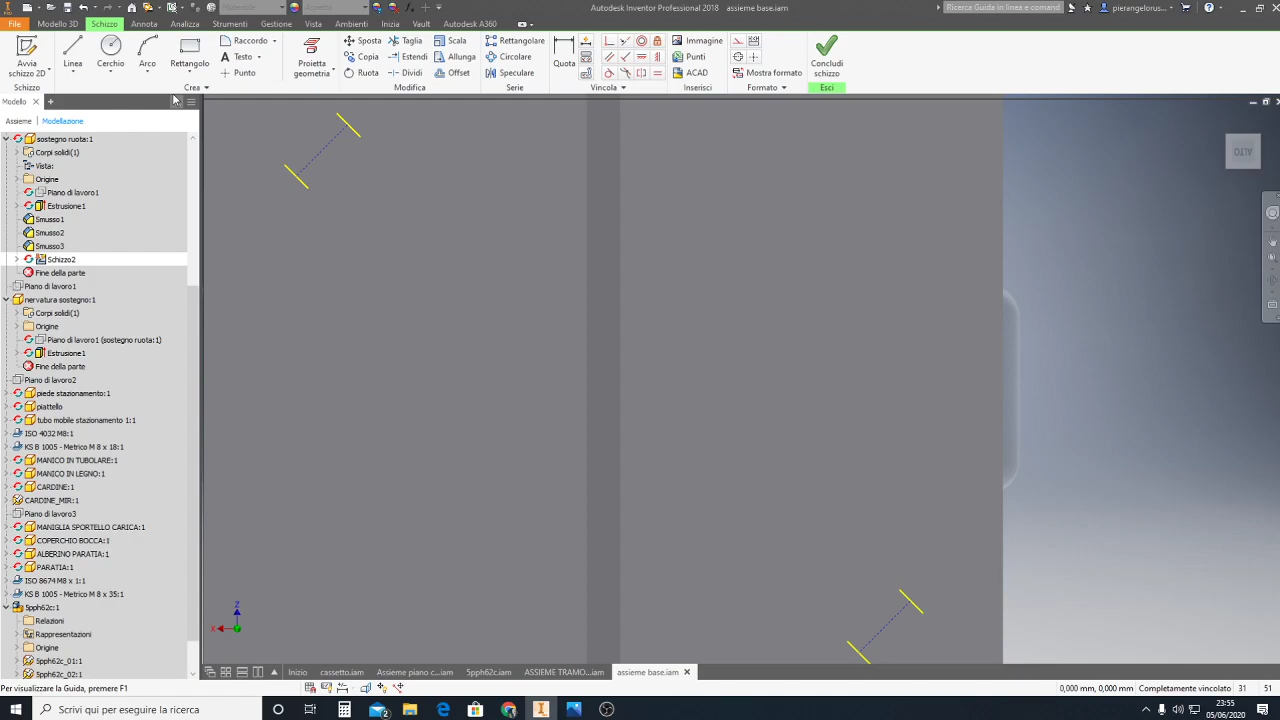 Materiale
Aspetto
Autodesk Inventor Professional 2018 assieme base.iam
Ricerca Guida in linea e comand
pierangelorus...
File Modello 3D Schizzo Annota Analizza Strumenti Gestione Vista Ambienti Inizia Vault Autodesk A360
Avvia schizzo 2D
Linea
Cerchio
Arco
Rettangolo
Raccordo
Testo
Punto
Proietta geometria
Sposta Taglia Scala
Copia Estendi Allunga
Ruota Dividi Offset
Rettangolare
Circolare
Speculare
Quota
Immagine
Punti
ACAD
Mostra formato
Concludi schizzo
Schizzo Crea Modifica Serie Vincola Inserisci Formato Esci
Modello
Assieme Modellazione
sostegno ruota:1
Corpi solidi(1)
Vista:
Origine
Piano di lavoro1
Estrusione1
Smusso1
Smusso2
Smusso3
Schizzo2
Fine della parte
Piano di lavoro1
nervatura sostegno:1
Corpi solidi(1)
Origine
Piano di lavoro1 (sostegno ruota:1)
Estrusione1
Fine della parte
Piano di lavoro2
piede stazionamento:1
piattello
tubo mobile stazionamento 1:1
ISO 4032 M8:1
KS B 1005 - Metrico M 8 x 18:1
MANICO IN TUBOLARE:1
MANICO IN LEGNO:1
CARDINE:1
CARDINE_MIR:1
Piano di lavoro3
MANIGLIA SPORTELLO CARICA:1
COPERCHIO BOCCA:1
ALBERINO PARATIA:1
PARATIA:1
ISO 8674 M8 x 1:1
KS B 1005 - Metrico M 8 x 35:1
5pph62c:1
Relazioni
Rappresentazioni
Origine
5pph62c_01:1
5pph62c_02:1
ALTO
Z
X
Inizio cassetto.iam Assieme piano c...iam 5pph62c.iam ASSIEME TRAMO...iam assieme base.iam
Per visualizzare la Guida, premere F1
0,000 mm, 0,000 mm Completamente vincolato 31 51
Scrivi qui per eseguire la ricerca
23:55
05/06/2020